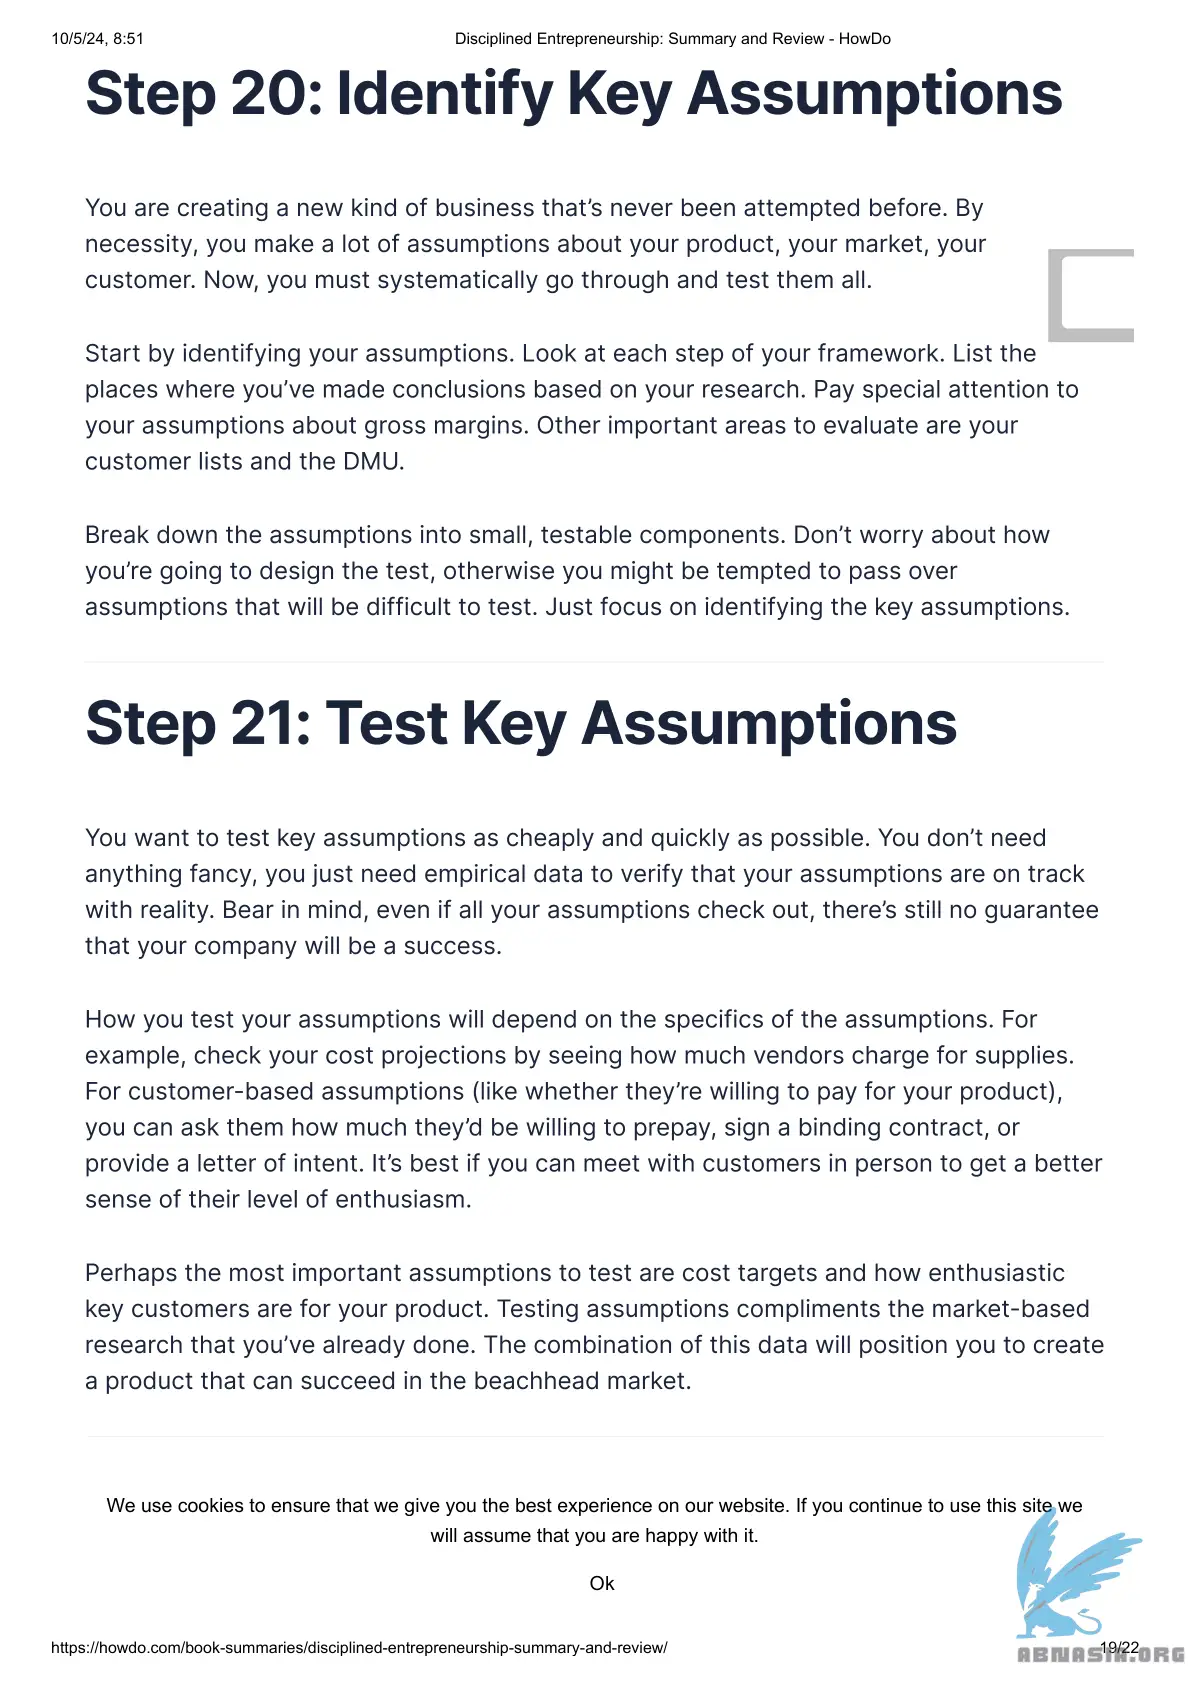 10/5/24, 8:51
Disciplined Entrepreneurship: Summary and Review - HowDo
Step 20: Identify Key Assumptions
You are creating a new kind of business that’s never been attempted before. By
necessity, you make a lot of assumptions about your product, your market, your
customer. Now, you must systematically go through and test them all.
Start by identifying your assumptions. Look at each step of your framework. List the
places where you’ve made conclusions based on your research. Pay special attention to
your assumptions about gross margins. Other important areas to evaluate are your
customer lists and the DMU.
Break down the assumptions into small, testable components. Don’t worry about how
you’re going to design the test, otherwise you might be tempted to pass over
assumptions that will be difficult to test. Just focus on identifying the key assumptions.
Step 21: Test Key Assumptions
You want to test key assumptions as cheaply and quickly as possible. You don’t need
anything fancy, you just need empirical data to verify that your assumptions are on track
with reality. Bear in mind, even if all your assumptions check out, there’s still no guarantee
that your company will be a success.
How you test your assumptions will depend on the specifics of the assumptions. For
example, check your cost projections by seeing how much vendors charge for supplies.
For customer-based assumptions (like whether they’re willing to pay for your product),
you can ask them how much they’d be willing to prepay, sign a binding contract, or
provide a letter of intent. It’s best if you can meet with customers in person to get a better
sense of their level of enthusiasm.
Perhaps the most important assumptions to test are cost targets and how enthusiastic
key customers are for your product. Testing assumptions compliments the market-based
research that you’ve already done. The combination of this data will position you to create
a product that can succeed in the beachhead market.
We use cookies to ensure that we give you the best experience on our website. If you continue to use this site we
will assume that you are happy with it.
Ok
https://howdo.com/book-summaries/disciplined-entrepreneurship-summary-and-review/
19/22
ABNASIA.ORG